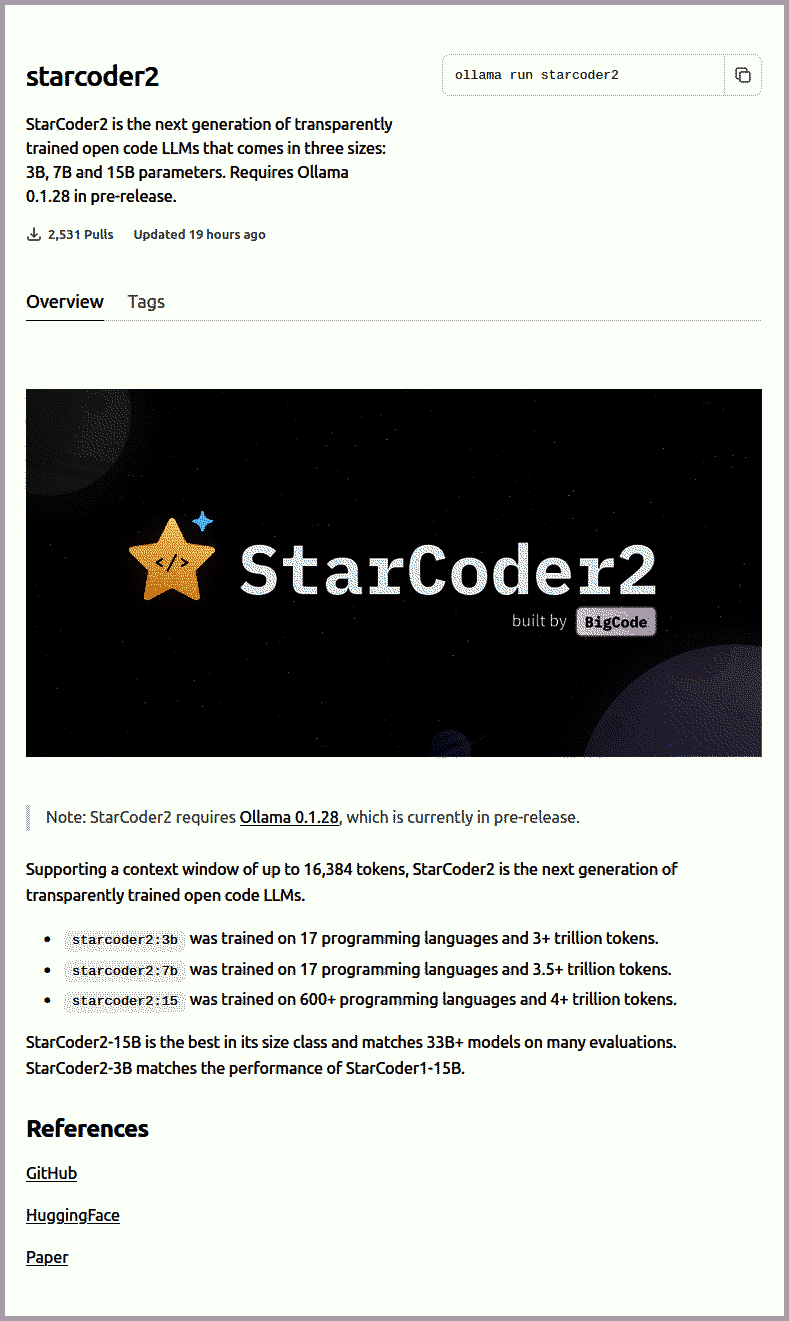 starcoder2
ollama run starcoder2
StarCoder2 is the next generation of transparently
trained open code LLMs that comes in three sizes:
3B, 7B and 15B parameters. Requires Ollama
0.1.28 in pre-release.
2,531 Pulls Updated 19 hours ago
Overview Tags
</>
StarCoder2
built by BigCode
Note: StarCoder2 requires Ollama 0.1.28, which is currently in pre-release.
Supporting a context window of up to 16,384 tokens, StarCoder2 is the next generation of
transparently trained open code LLMs.
• starcoder2:3b was trained on 17 programming languages and 3+ trillion tokens.
• starcoder2:7b was trained on 17 programming languages and 3.5+ trillion tokens.
• starcoder2:15 was trained on 600+ programming languages and 4+ trillion tokens.
StarCoder2-15B is the best in its size class and matches 33B+ models on many evaluations.
StarCoder2-3B matches the performance of StarCoder1-15B.
References
GitHub
HuggingFace
Paper